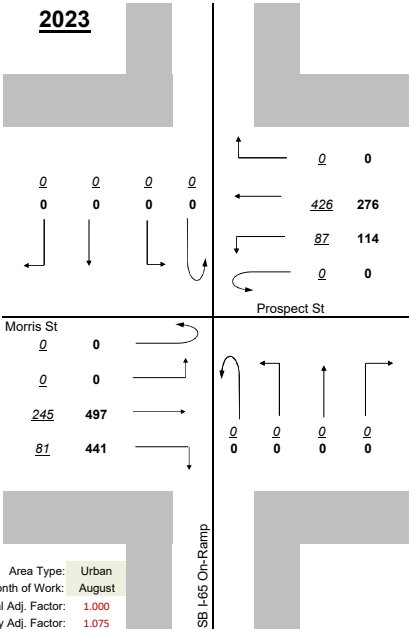 2023
0 0
0 0 0 0
0 0 0 0
426 276
87 114
0 0
Prospect St
Morris St
0 0
0 0
245 497
81 441
0 0 0 0
0 0 0 0
SB I-65 On-Ramp
Area Type: Urban
onth of Work: August
al Adj. Factor: 1.000
y Adj. Factor: 1.075